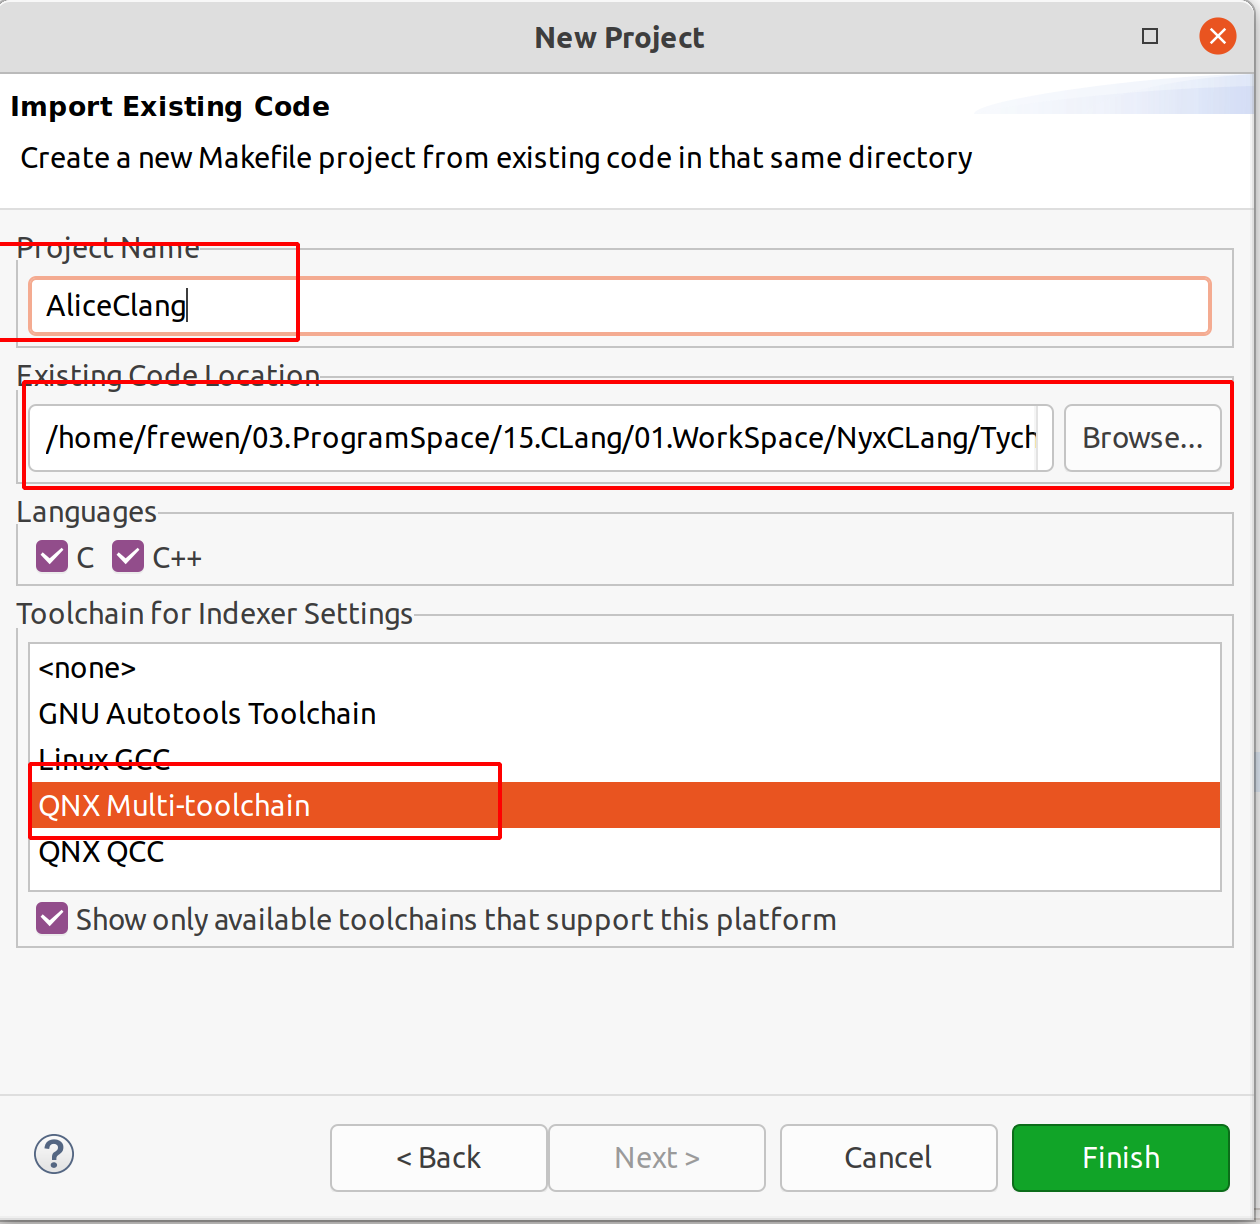 New Project
Import Existing Code
Create a new Makefile project from existing code in that same directory
Project Name
AliceClang
Existing Code Location
/home/frewen/03.ProgramSpace/15.CLang/01.WorkSpace/NyxCLang/Tych
Browse...
Languages
C C++
Toolchain for Indexer Settings
<none>
GNU Autotools Toolchain
Linux GCC
QNX Multi-toolchain
QNX QCC
Show only available toolchains that support this platform
? < Back Next > Cancel Finish